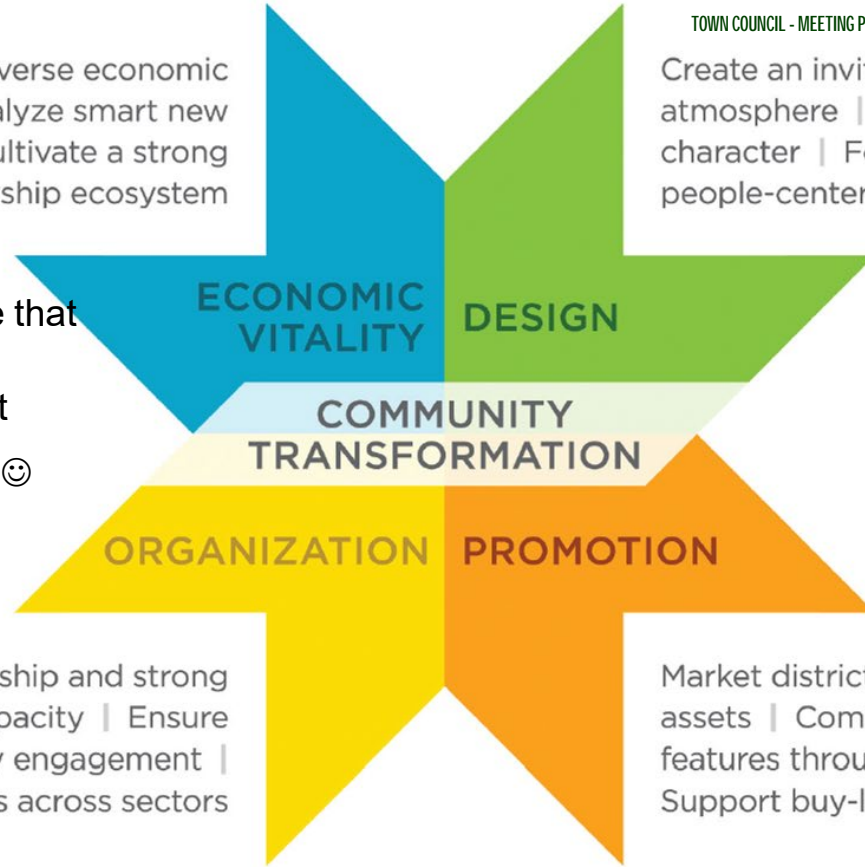 TOWN COUNCIL - MEETING P
verse economic
alyze smart new
ultivate a strong
ship ecosystem
Create an invi
atmosphere |
character | F
people-center
e that
t
☺
ECONOMIC
VITALITY
DESIGN
COMMUNITY
TRANSFORMATION
ORGANIZATION
PROMOTION
ship and strong
pacity | Ensure
y engagement |
s across sectors
Market district
assets | Com
features throu
Support buy-l